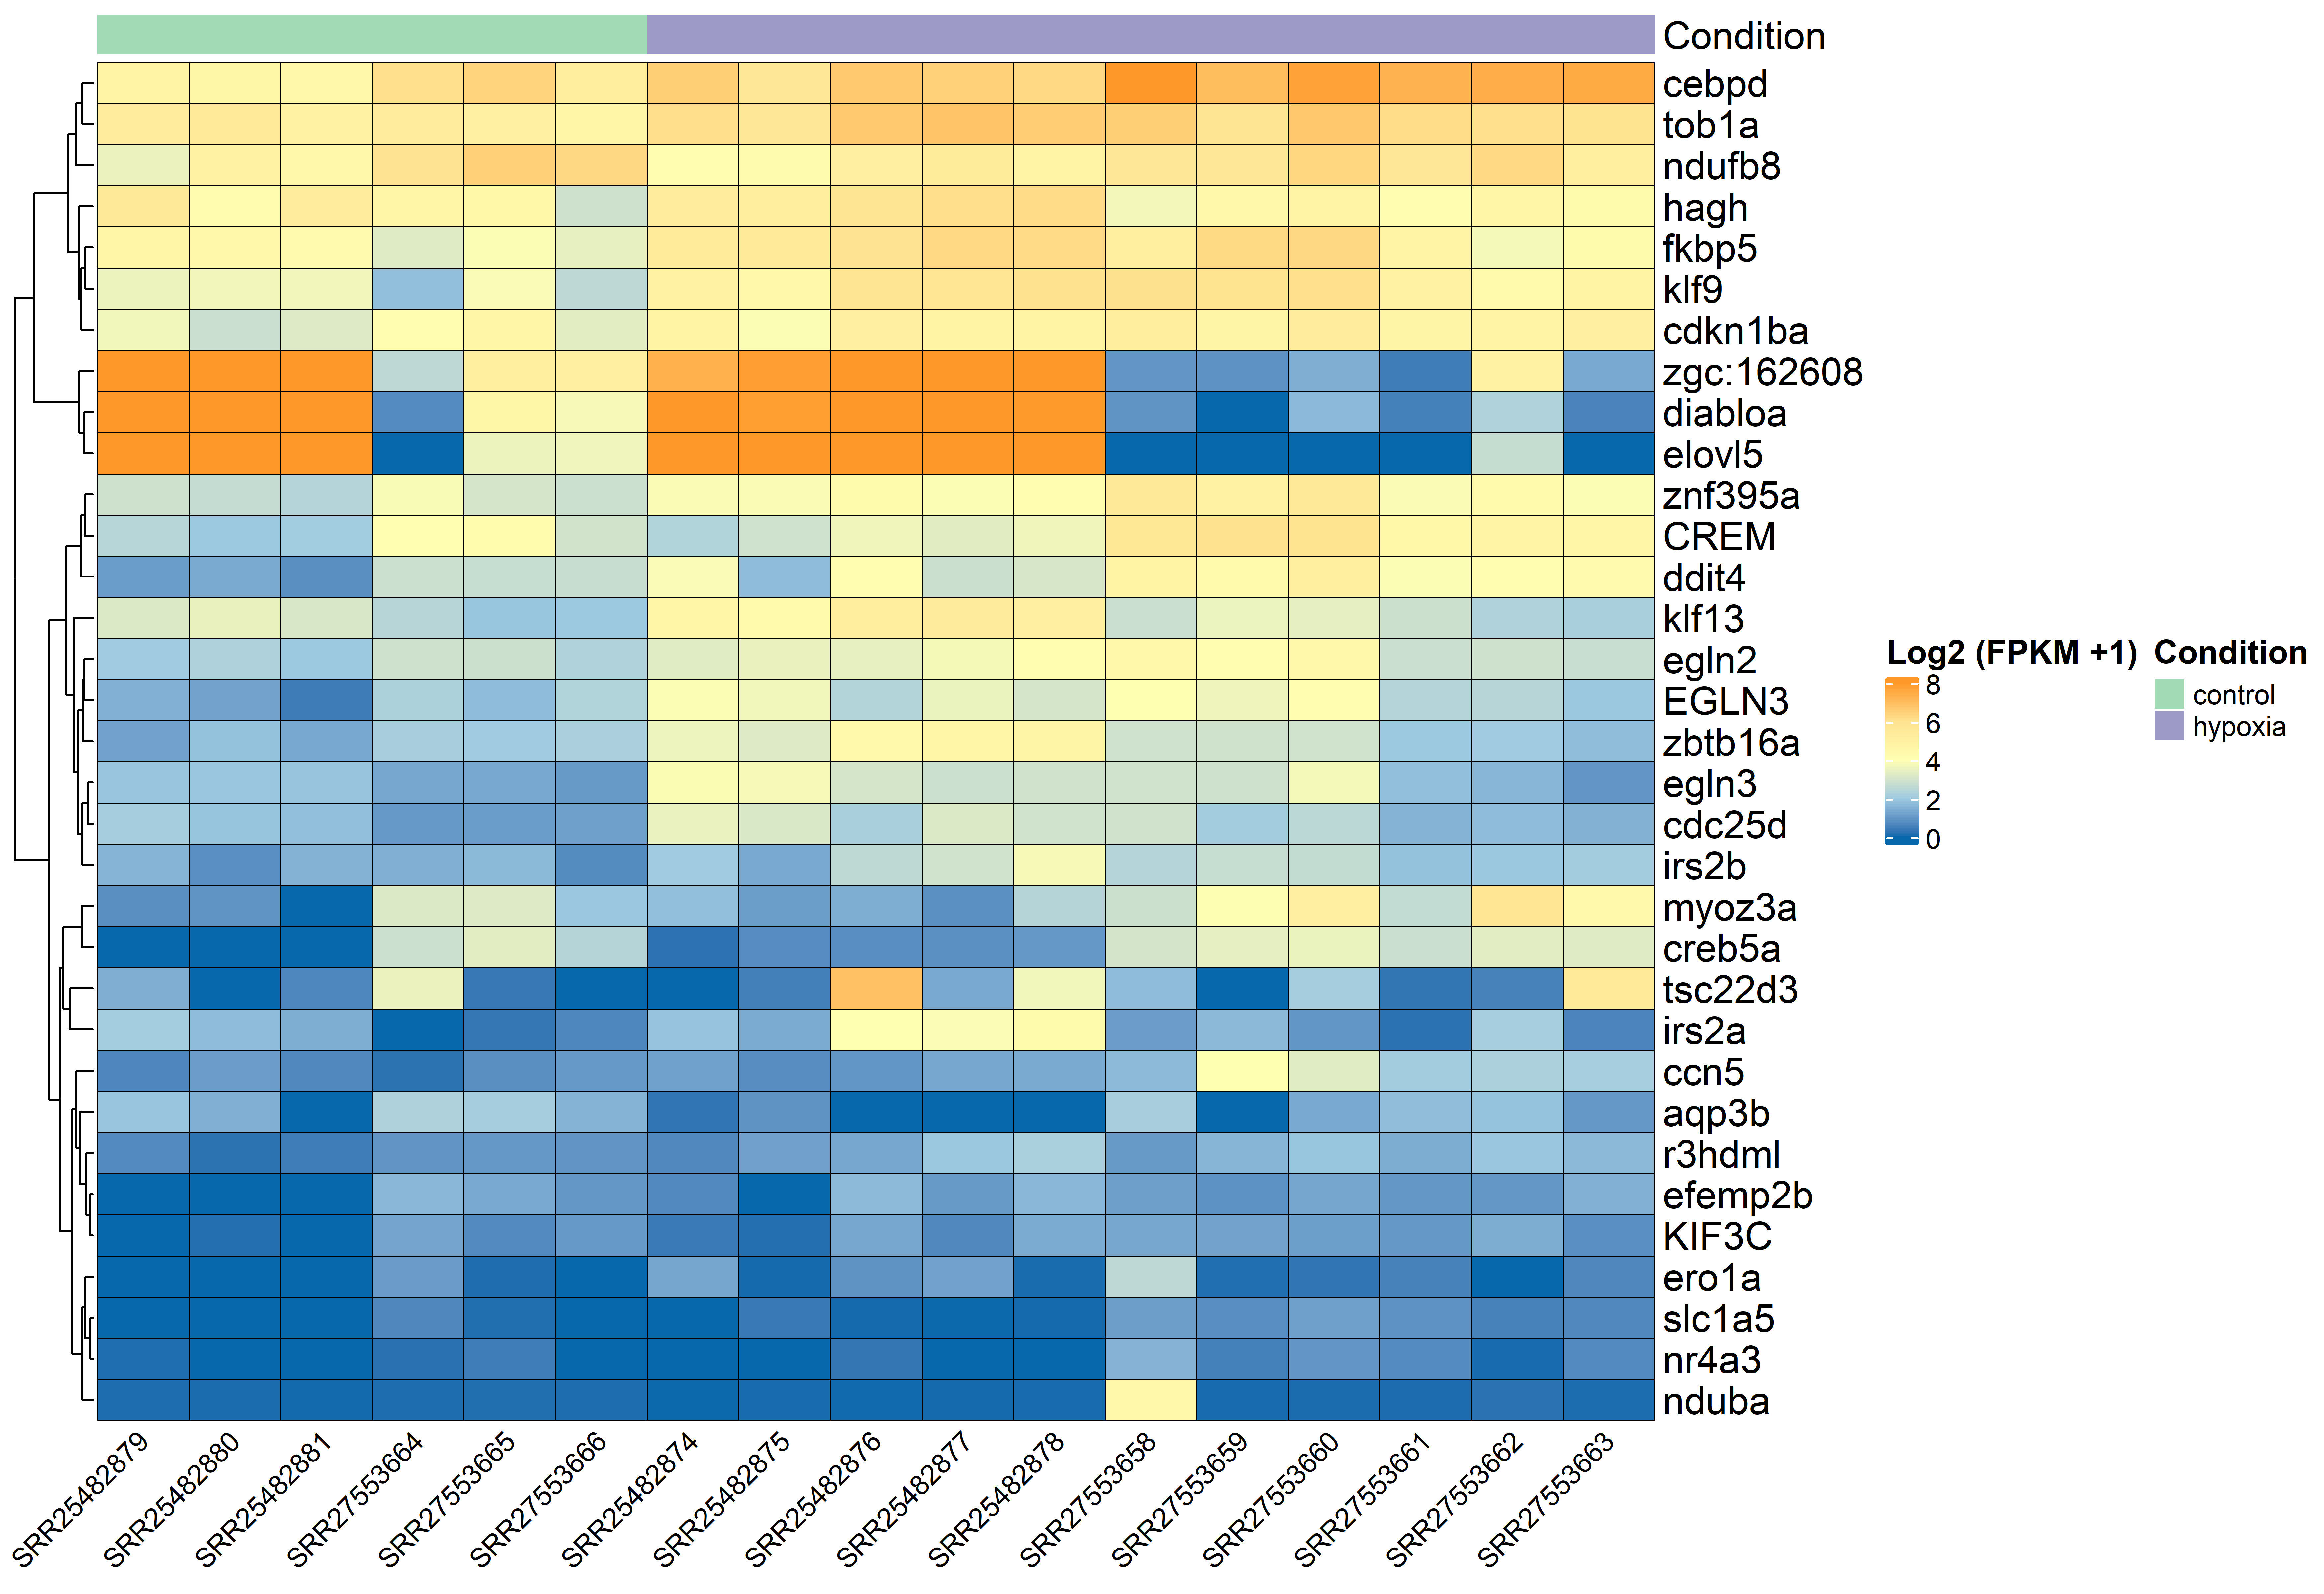 Condition
cebpd
tob1a
ndufb8
hagh
fkbp5
klf9
cdkn1ba
zgc:162608
diabloa
elovl5
znf395a
CREM
ddit4
klf13
egln2
EGLN3
zbtb16a
egln3
cdc25d
irs2b
myoz3a
creb5a
tsc22d3
irs2a
ccn5
aqp3b
r3hdml
efemp2b
KIF3C
ero1a
slc1a5
nr4a3
nduba
SRR25482879
SRR25482880
SRR25482881
SRR27553664
SRR27553665
SRR27553666
SRR25482874
SRR25482875
SRR25482876
SRR25482877
SRR25482878
SRR27553658
SRR27553659
SRR27553660
SRR27553661
SRR27553662
SRR27553663
Log2 (FPKM +1)
8
6
4
2
0
Condition
control
hypoxia